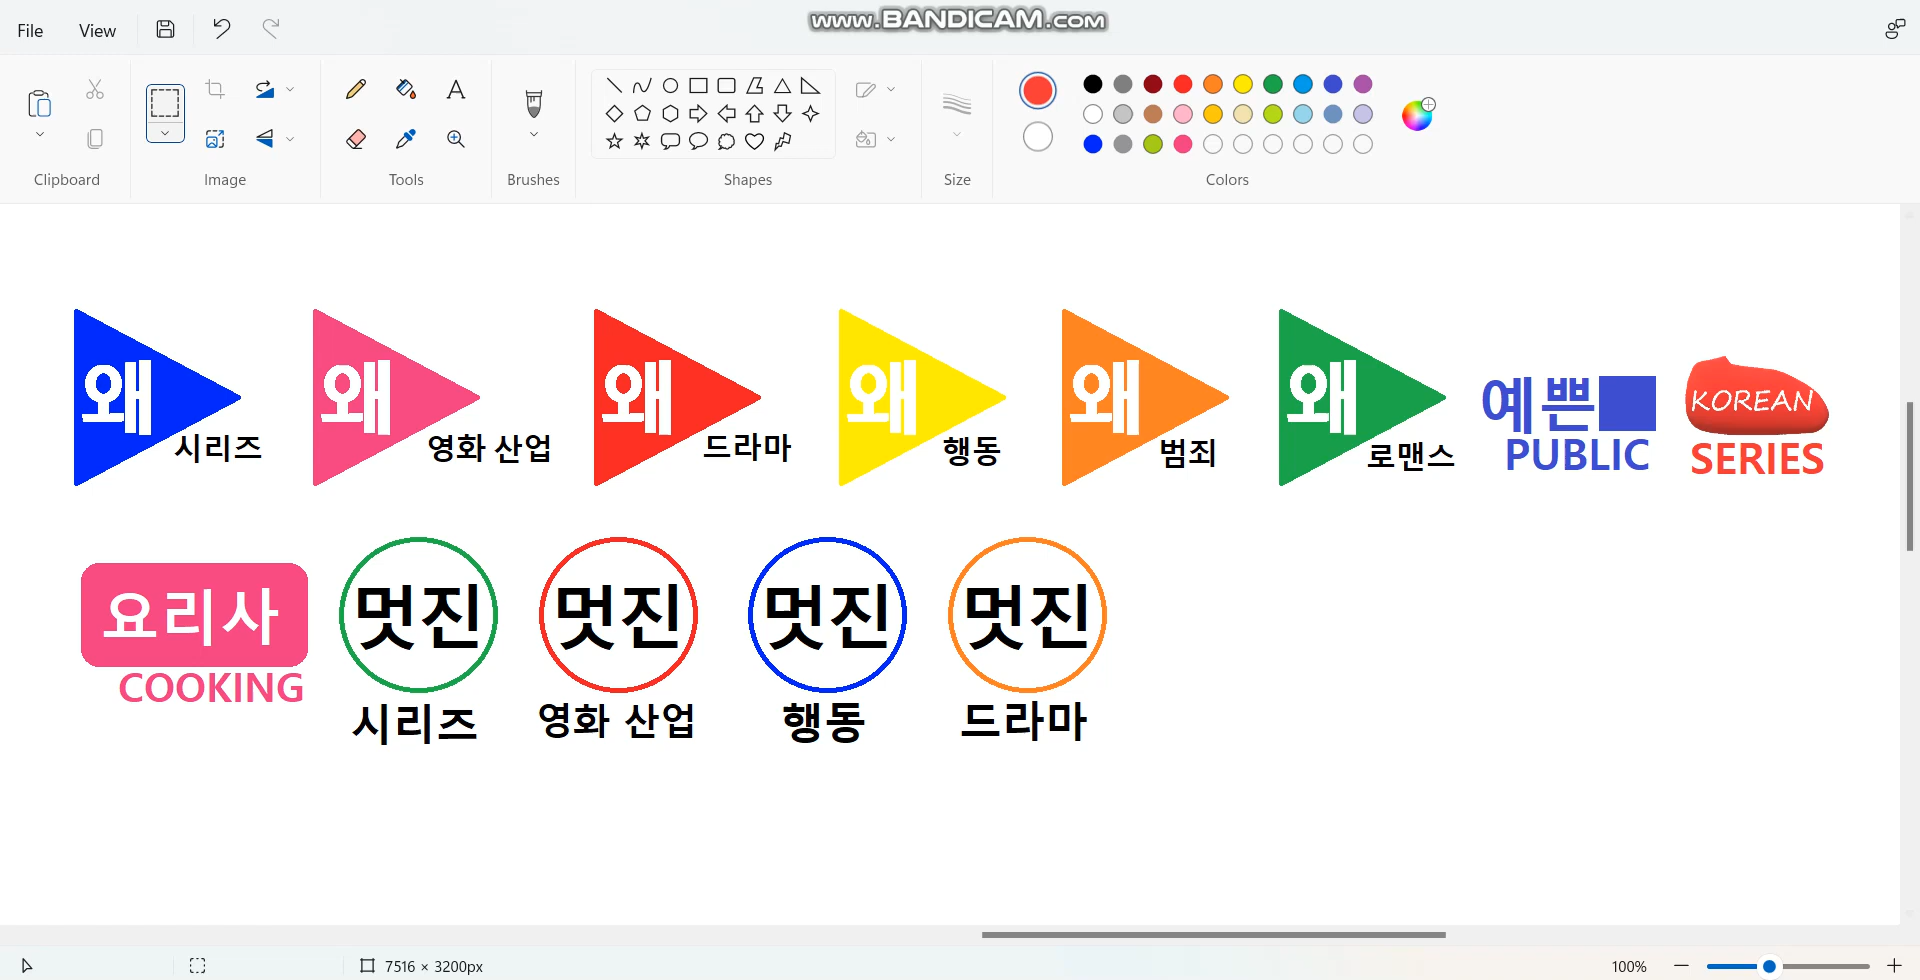 www.BANDICAM.com
File View
Clipboard Image Tools Brushes Shapes Size Colors
왜 시리즈
왜 영화 산업
왜 드라마
왜 행동
왜 범죄
왜 로맨스
예쁜
PUBLIC
KOREAN
SERIES
요리사
COOKING
멋진
시리즈
멋진
영화 산업
멋진
행동
멋진
드라마
7516 × 3200px
100%